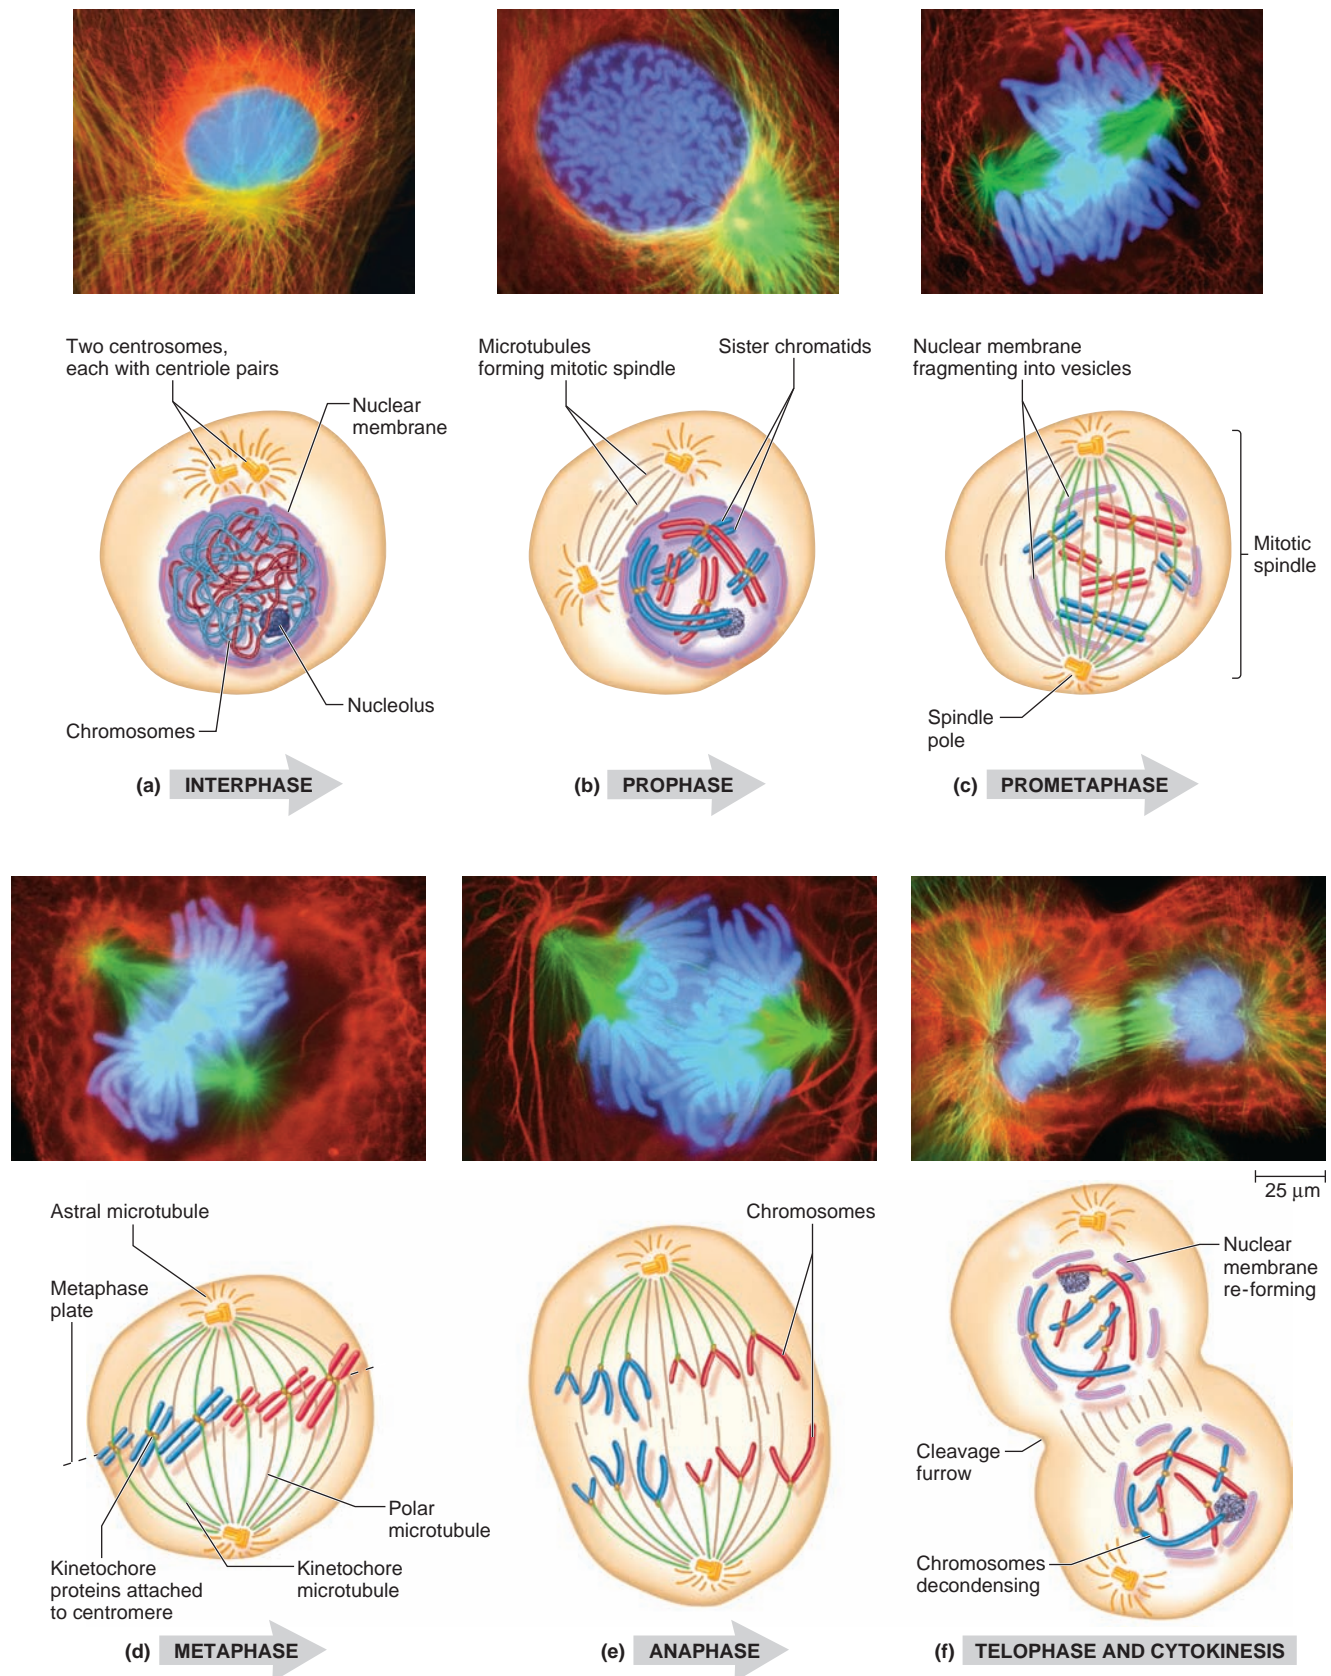 Two centrosomes,
each with centriole pairs
Nuclear
membrane
Nucleolus
Chromosomes
(a) INTERPHASE
Microtubules
forming mitotic spindle
Sister chromatids
(b) PROPHASE
Nuclear membrane
fragmenting into vesicles
Mitotic
spindle
Spindle
pole
(c) PROMETAPHASE
Astral microtubule
Metaphase
plate
Polar
microtubule
Kinetochore
proteins attached
to centromere
Kinetochore
microtubule
(d) METAPHASE
Chromosomes
(e) ANAPHASE
25 μm
Nuclear
membrane
re-forming
Cleavage
furrow
Chromosomes
decondensing
(f) TELOPHASE AND CYTOKINESIS